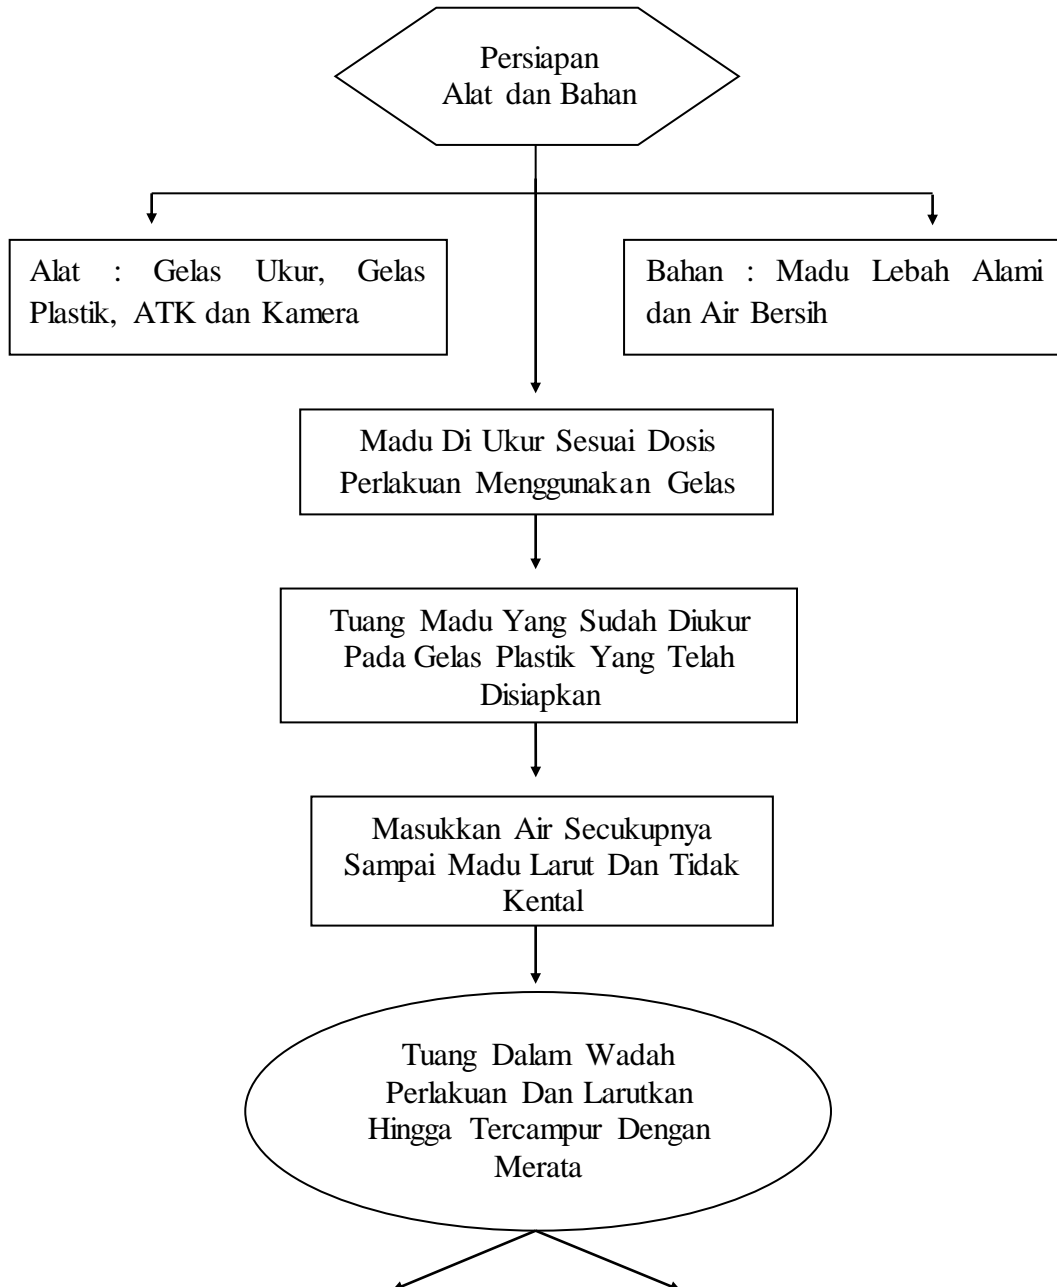 Persiapan
Alat dan Bahan
Alat : Gelas Ukur, Gelas
Plastik, ATK dan Kamera
Bahan : Madu Lebah Alami
dan Air Bersih
Madu Di Ukur Sesuai Dosis
Perlakuan Menggunakan Gelas
Tuang Madu Yang Sudah Diukur
Pada Gelas Plastik Yang Telah
Disiapkan
Masukkan Air Secukupnya
Sampai Madu Larut Dan Tidak
Kental
Tuang Dalam Wadah
Perlakuan Dan Larutkan
Hingga Tercampur Dengan
Merata